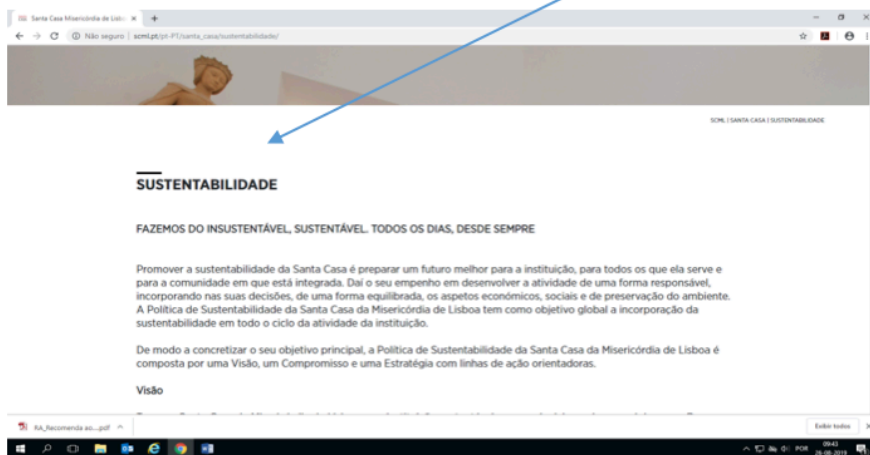 Santa Casa Misericórdia de Lisbo
Não seguro | scml.pt/pt-PT/santa_casa/sustentabilidade/
SCML | SANTA CASA | SUSTENTABILIDADE
SUSTENTABILIDADE
FAZEMOS DO INSUSTENTÁVEL, SUSTENTÁVEL. TODOS OS DIAS, DESDE SEMPRE
Promover a sustentabilidade da Santa Casa é preparar um futuro melhor para a instituição, para todos os que ela serve e
para a comunidade em que está integrada. Daí o seu empenho em desenvolver a atividade de uma forma responsável,
incorporando nas suas decisões, de uma forma equilibrada, os aspetos económicos, sociais e de preservação do ambiente.
A Política de Sustentabilidade da Santa Casa da Misericórdia de Lisboa tem como objetivo global a incorporação da
sustentabilidade em todo o ciclo da atividade da instituição.
De modo a concretizar o seu objetivo principal, a Política de Sustentabilidade da Santa Casa da Misericórdia de Lisboa é
composta por uma Visão, um Compromisso e uma Estratégia com linhas de ação orientadoras.
Visão
RA_Recomenda ao....pdf
Exibir todos
POR
09:43
26-08-2019